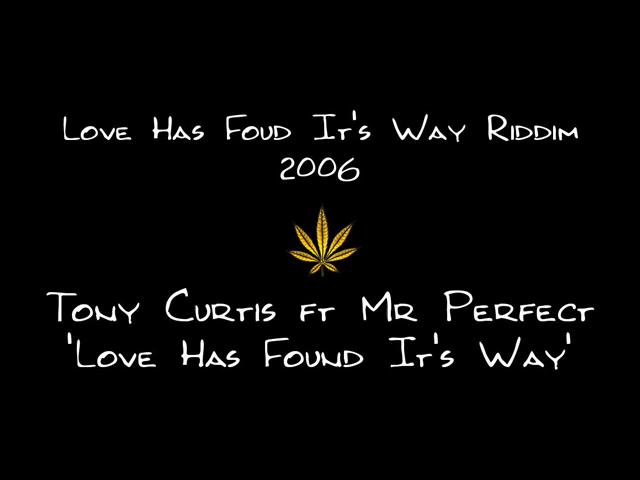 Love Has Foud It's Way Riddim
2006
Tony Curtis ft Mr Perfect
'Love Has Found It's Way'